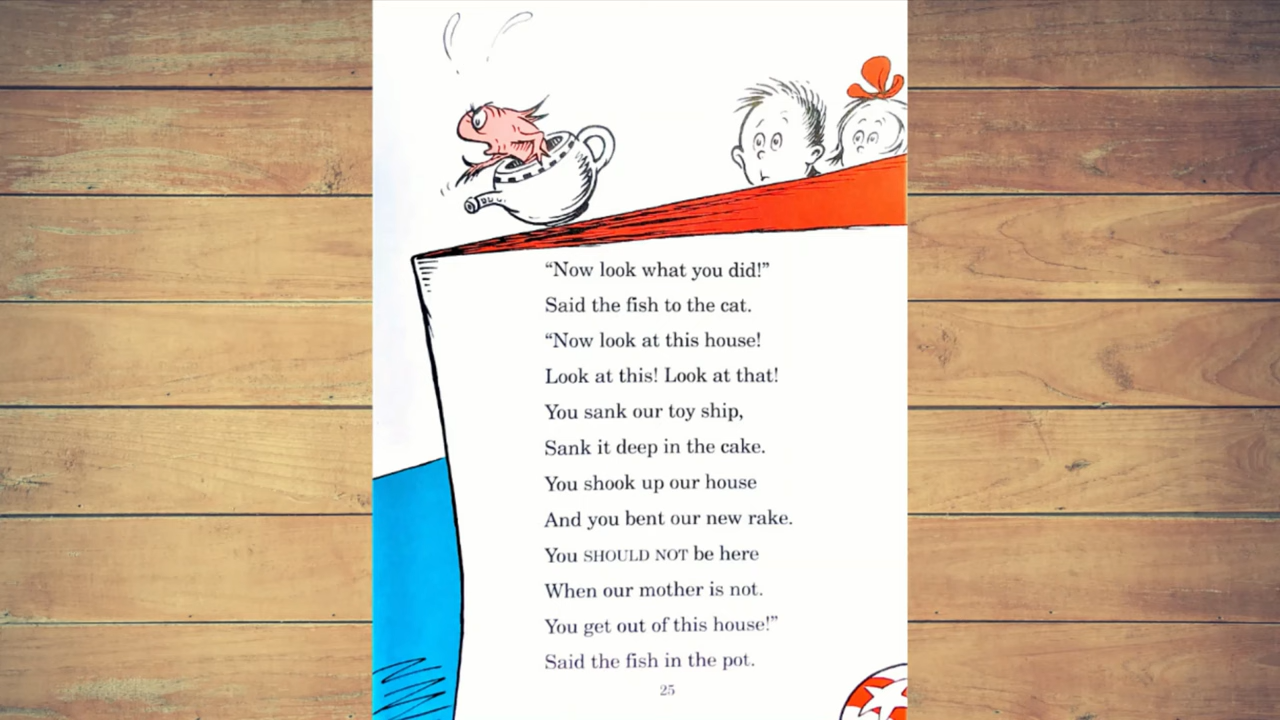 “Now look what you did!”
Said the fish to the cat.
“Now look at this house!
Look at this! Look at that!
You sank our toy ship,
Sank it deep in the cake.
You shook up our house
And you bent our new rake.
You SHOULD NOT be here
When our mother is not.
You get out of this house!”
Said the fish in the pot.
25